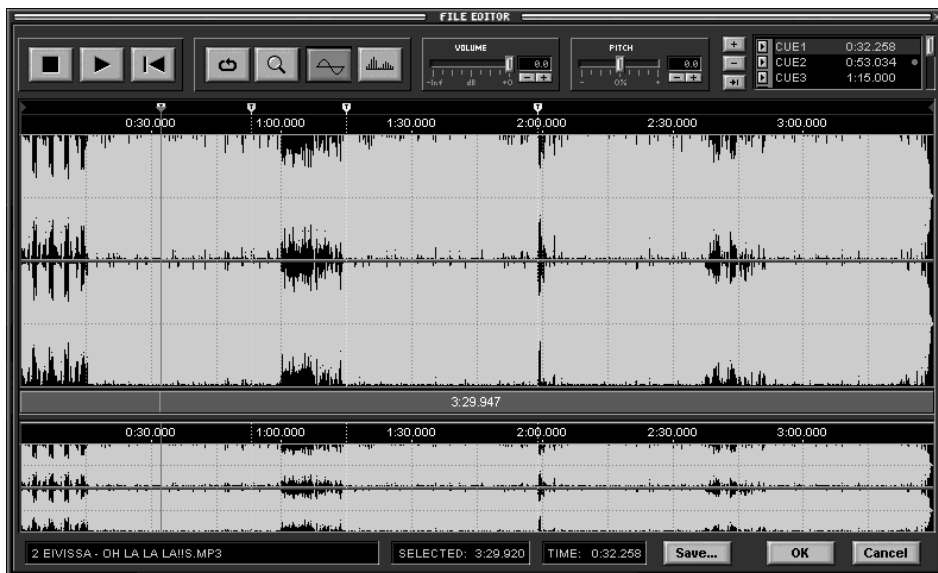 FILE EDITOR
VOLUME
0.0
-Inf dB +0
PITCH
0.0
- 0% +
CUE1 0:32.258
CUE2 0:53.034
CUE3 1:15.000
0:30.000 1:00.000 1:30.000 2:00.000 2:30.000 3:00.000
3:29.947
0:30.000 1:00.000 1:30.000 2:00.000 2:30.000 3:00.000
2 EIVISSA - OH LA LA LA!!S.MP3
SELECTED: 3:29.920
TIME: 0:32.258
Save...
OK
Cancel